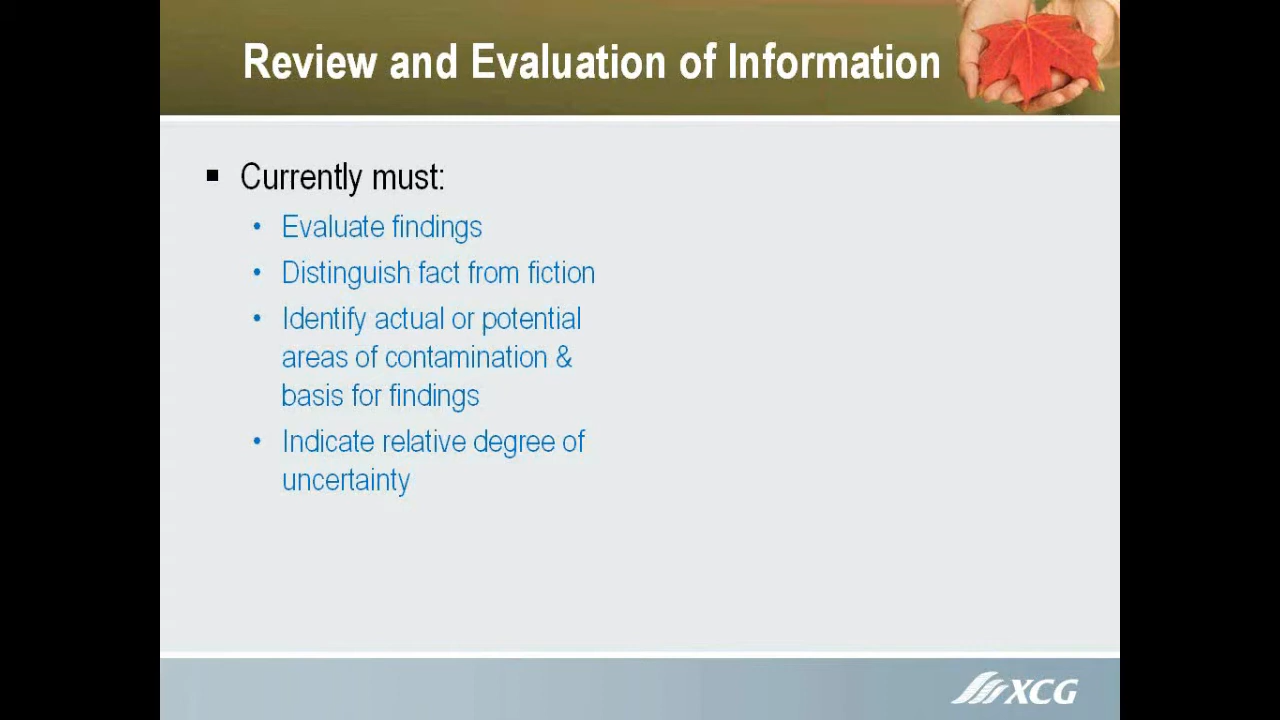 Review and Evaluation of Information
▪ Currently must:
• Evaluate findings
• Distinguish fact from fiction
• Identify actual or potential
areas of contamination &
basis for findings
• Indicate relative degree of
uncertainty
XCG